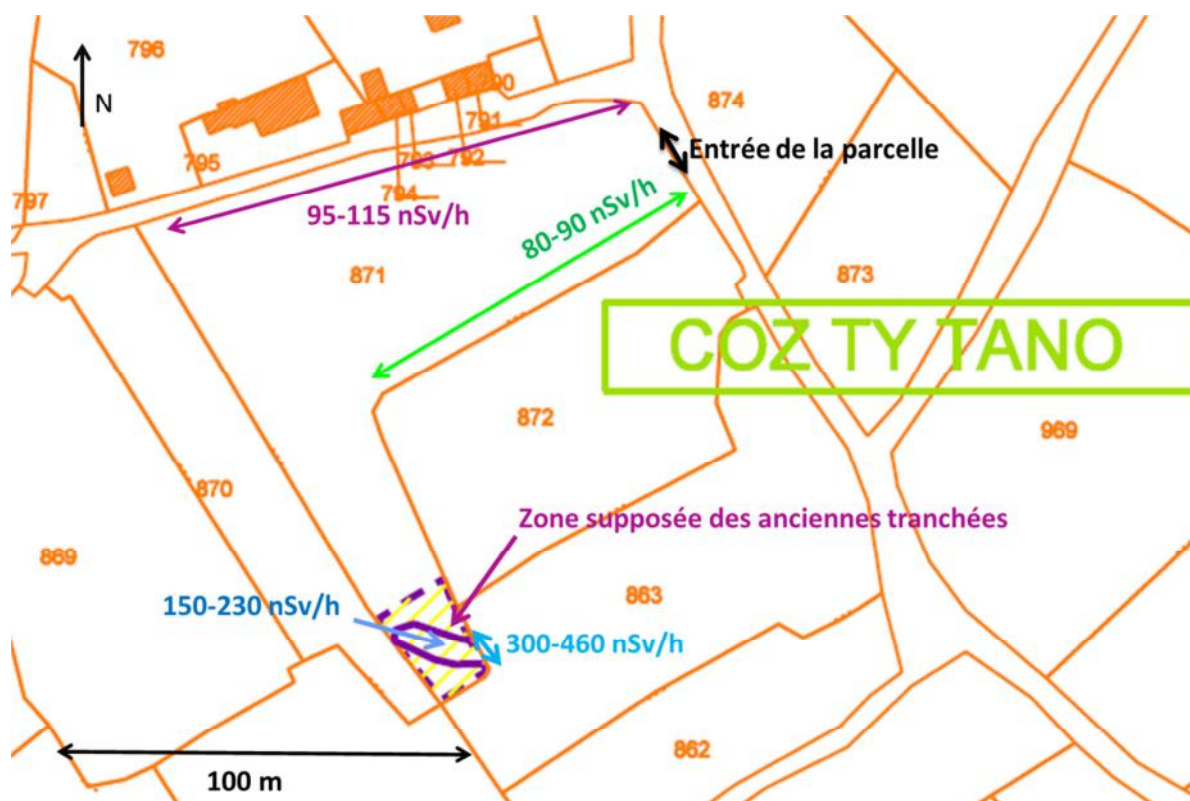 796
N
790
874
791
Entrée de la parcelle
795
793
792
797
794
95-115 nSv/h
80-90 nSv/h
871
873
COZ TY TANO
872
969
870
Zone supposée des anciennes tranchées
869
150-230 nSv/h
863
300-460 nSv/h
862
100 m